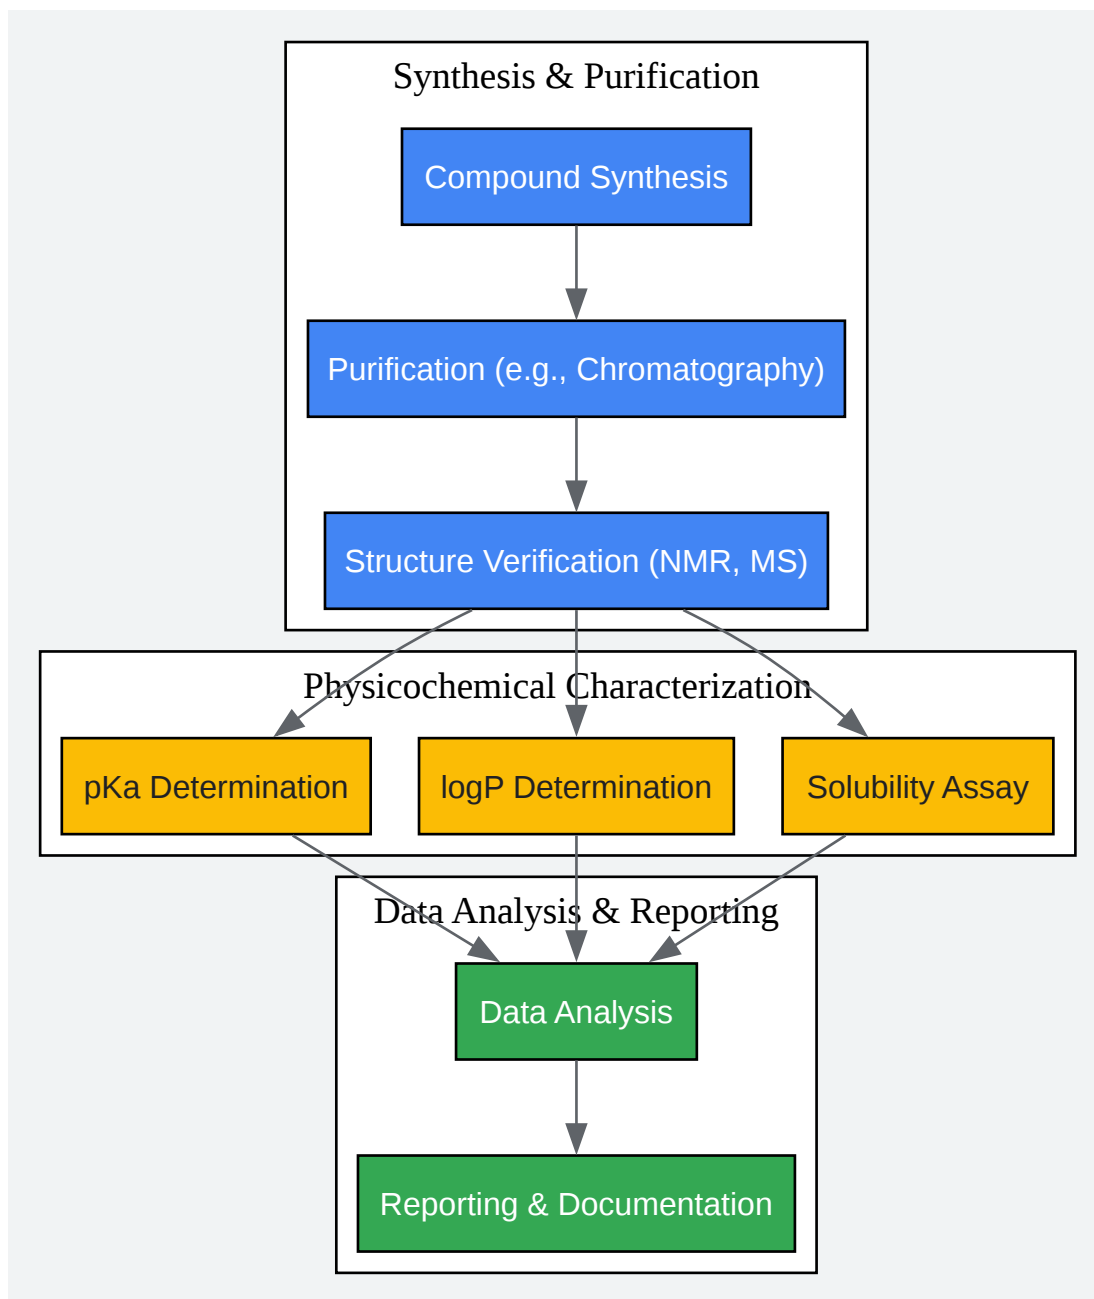 Synthesis & Purification
Compound Synthesis
Purification (e.g., Chromatography)
Structure Verification (NMR, MS)
Physicochemical Characterization
pKa Determination
logP Determination
Solubility Assay
Data Analysis & Reporting
Data Analysis
Reporting & Documentation